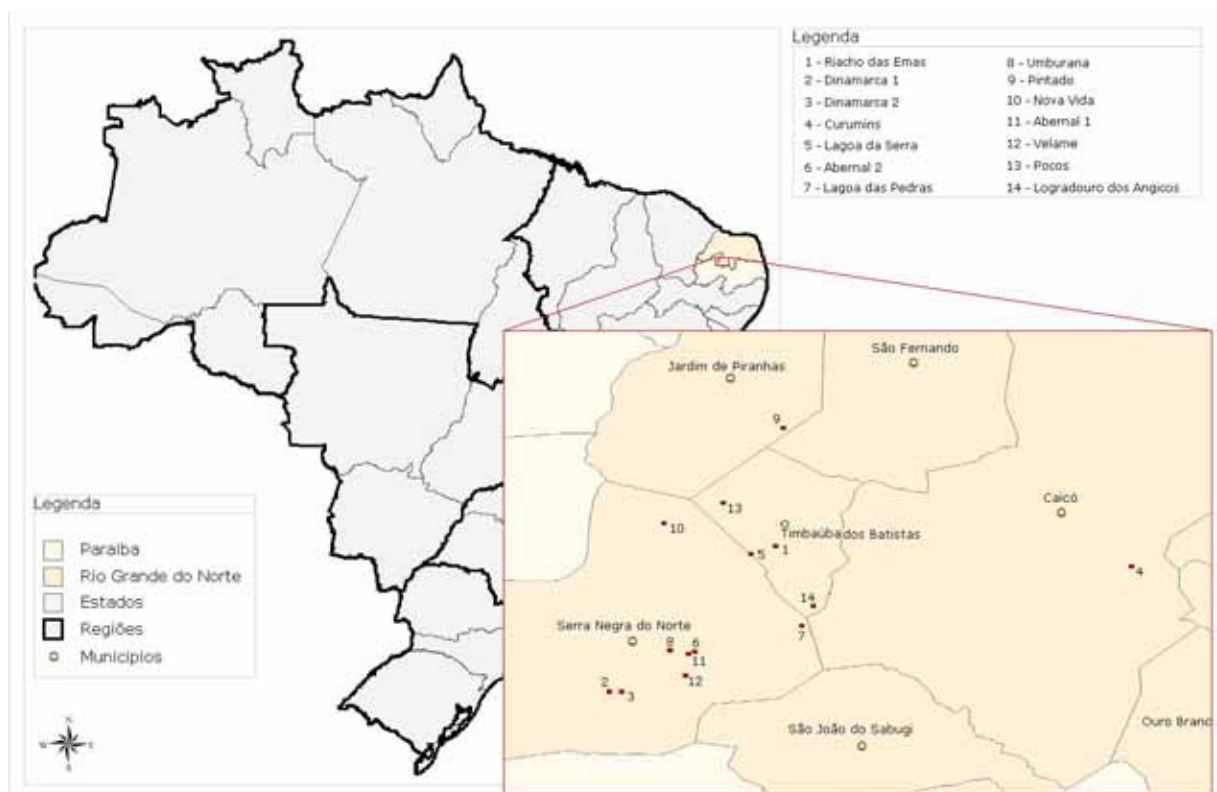 Legenda
1 - Riacho das Emas
2 - Dinamarca 1
3 - Dinamarca 2
4 - Curumins
5 - Lagoa da Serra
6 - Abernal 2
7 - Lagoa das Pedras
8 - Umburana
9 - Pintado
10 - Nova Vida
11 - Abernal 1
12 - Velame
13 - Pocos
14 - Logradouro dos Angicos
São Fernando
Jardim de Piranhas
9
13
Caicó
10
Timbaúba dos Batistas
5
1
4
14
Serra Negra do Norte
7
8
6
11
12
2
3
Ouro Branc
São João do Sabugi
Legenda
Paraíba
Rio Grande do Norte
Estados
Regiões
Municípios
N
W
E
S